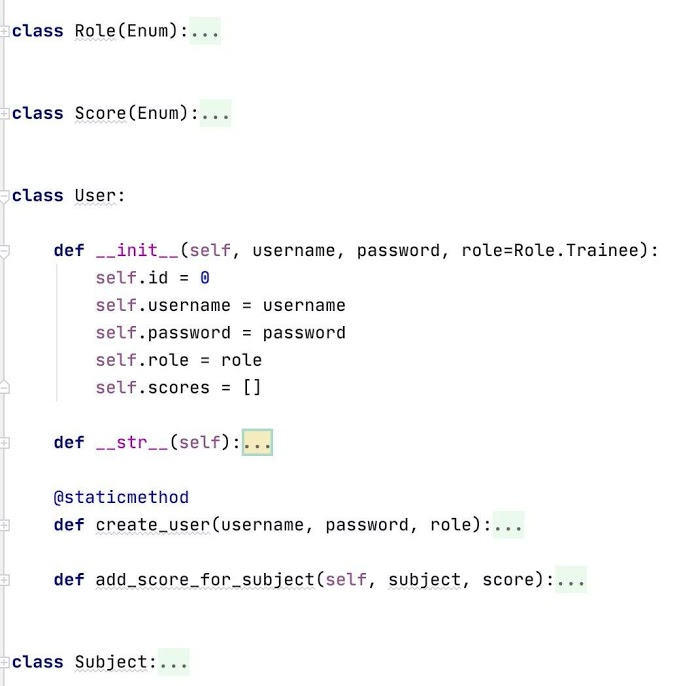 class Role(Enum):...
class Score(Enum):...
class User:
def __init__(self, username, password, role=Role.Trainee):
self.id = 0
self.username = username
self.password = password
self.role = role
self.scores = []
def __str__(self):...
@staticmethod
def create_user(username, password, role):...
def add_score_for_subject(self, subject, score):...
class Subject:...